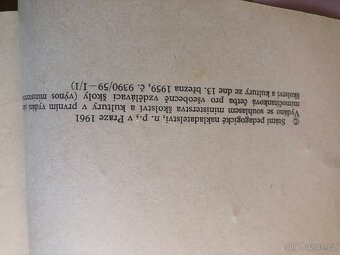 © Státní pedagogické nakladatelství, n. p., v Praze 1961
Vydáno se souhlasem ministerstva školství a kultury v prvním vydání
mimočítanková četba pro všeobecně vzdělávací školy (výnos ministerstva
školství a kultury ze dne 13. března 1959, č. 9390/59—I/1)